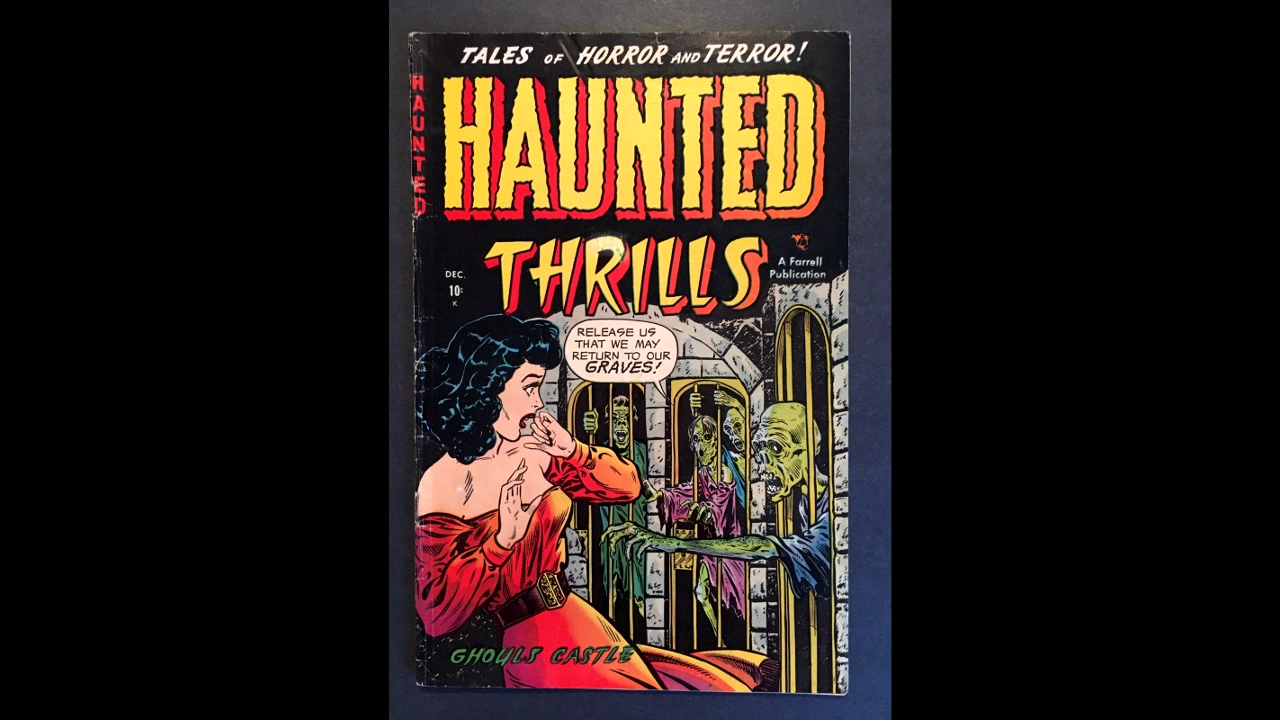 TALES OF HORROR AND TERROR!
HAUNTED
HAUNTED
THRILLS
DEC.
10¢
K
A Farrell
Publication
RELEASE US
THAT WE MAY
RETURN TO OUR
GRAVES!
GHOULS CASTLE